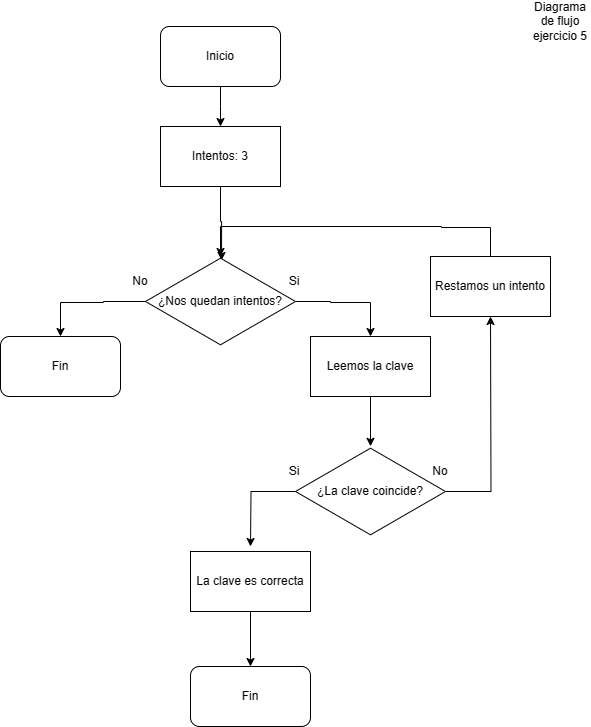 Diagrama
de flujo
ejercicio 5
Inicio
Intentos: 3
No
Si
¿Nos quedan intentos?
Restamos un intento
Fin
Leemos la clave
Si
No
¿La clave coincide?
La clave es correcta
Fin